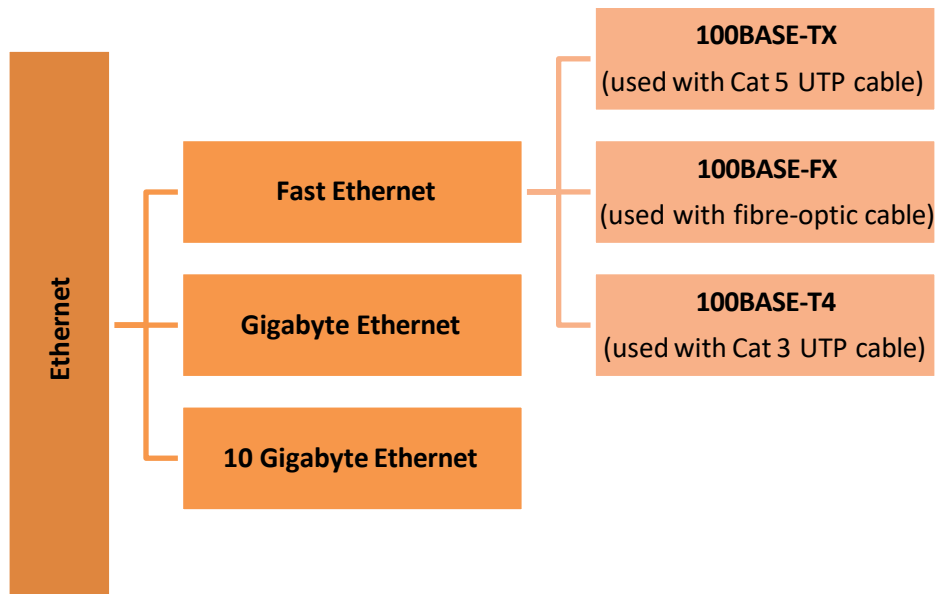 Ethernet
Fast Ethernet
100BASE-TX
(used with Cat 5 UTP cable)
100BASE-FX
(used with fibre-optic cable)
100BASE-T4
(used with Cat 3 UTP cable)
Gigabyte Ethernet
10 Gigabyte Ethernet